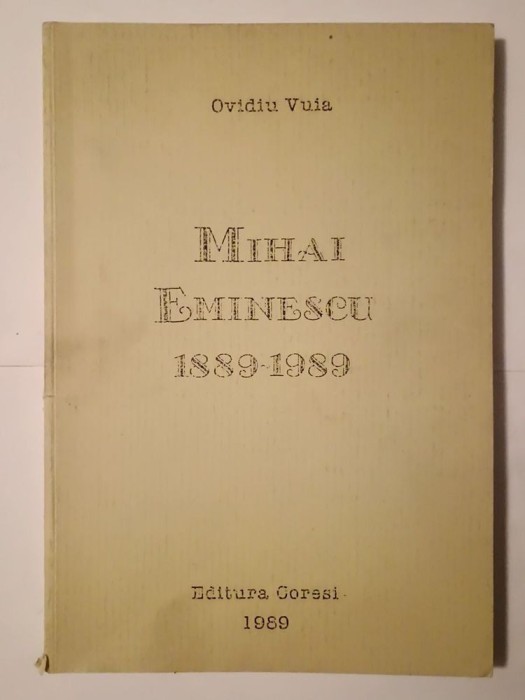 Ovidiu Vuia
MIHAI
EMINESCU
1889-1989
Editura Coresi
1989